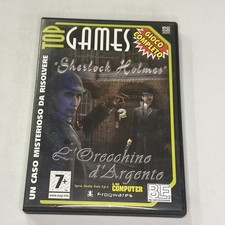 TOP GAMES
GIOCO COMPLETO
UN CASO MISTERIOSO DA RISOLVERE
"Sherlock Holmes"
L'Orecchino d'Argento
7+
COMPUTER
Frogwares